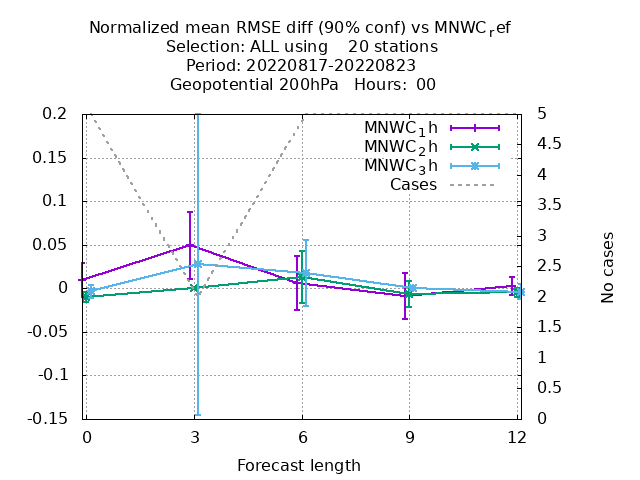 Normalized mean RMSE diff (90% conf) vs MNWC_ref
Selection: ALL using    20 stations
Period: 20220817-20220823
Geopotential 200hPa   Hours: 00
0.2
0.15
0.1
0.05
0
-0.05
-0.1
-0.15
5
4.5
4
3.5
3
2.5
2
1.5
1
0.5
0
MNWC_1h
MNWC_2h
MNWC_3h
Cases
No cases
0
3
6
9
12
Forecast length